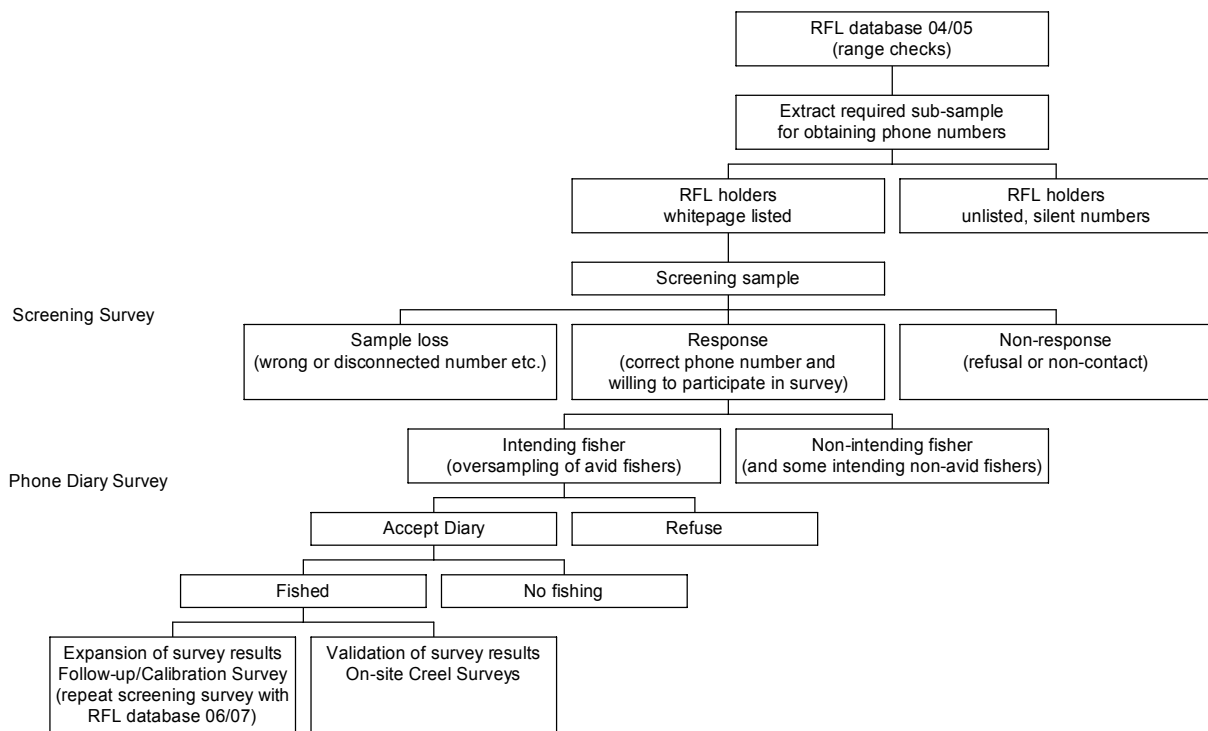 RFL database 04/05
(range checks)
Extract required sub-sample
for obtaining phone numbers
RFL holders
whitepage listed
RFL holders
unlisted, silent numbers
Screening sample
Screening Survey
Sample loss
(wrong or disconnected number etc.)
Response
(correct phone number and
willing to participate in survey)
Non-response
(refusal or non-contact)
Intending fisher
(oversampling of avid fishers)
Non-intending fisher
(and some intending non-avid fishers)
Phone Diary Survey
Accept Diary
Refuse
Fished
No fishing
Expansion of survey results
Follow-up/Calibration Survey
(repeat screening survey with
RFL database 06/07)
Validation of survey results
On-site Creel Surveys